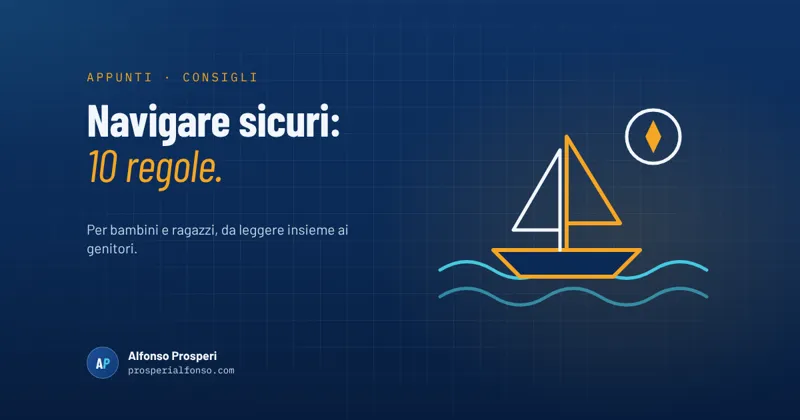 APPUNTI · CONSIGLI
Navigare sicuri:
10 regole.
Per bambini e ragazzi, da leggere insieme ai
genitori.
AP
Alfonso Prosperi
prosperialfonso.com